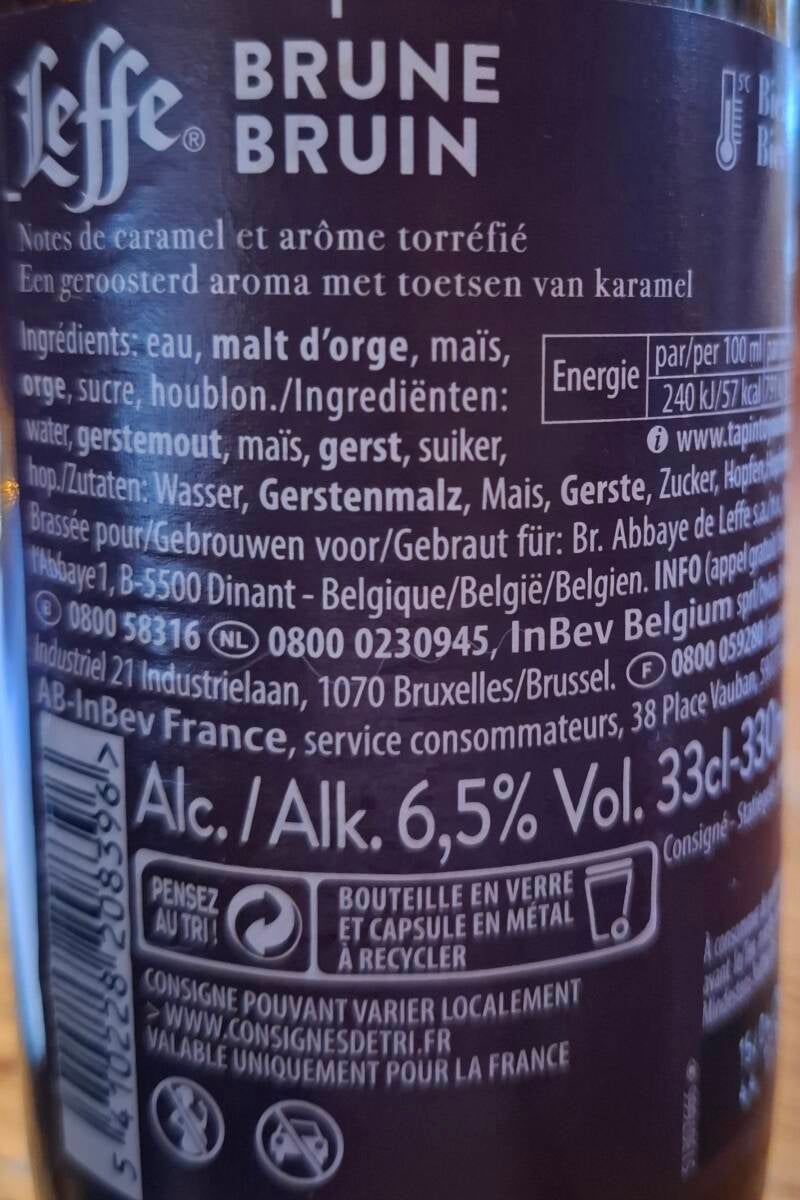 Leffe®
BRUNE
BRUIN
5°C
Notes de caramel et arôme torréfié
Een geroosterd aroma met toetsen van karamel
Ingrédients: eau, malt d'orge, maïs,
orge, sucre, houblon./Ingrediënten:
water, gerstemout, maïs, gerst, suiker,
hop./Zutaten: Wasser, Gerstenmalz, Mais, Gerste, Zucker, Hopfen.
Energie
par/per 100 ml
240 kJ/57 kcal
i
Brassée pour/Gebrouwen voor/Gebraut für: Br. Abbaye de Leffe s.a.
l'Abbaye 1, B-5500 Dinant - Belgique/België/Belgien. INFO (appel
B 0800 58316 NL 0800 0230945, InBev Belgium
Industriel 21 Industrielaan, 1070 Bruxelles/Brussel. F 0800 059280
AB-InBev France, service consommateurs, 38 Place Vauban,
Alc./Alk. 6,5% Vol. 33cl-330
Consigné -
PENSEZ
AU TRI !
BOUTEILLE EN VERRE
ET CAPSULE EN MÉTAL
À RECYCLER
CONSIGNE POUVANT VARIER LOCALEMENT
> WWW.CONSIGNESDETRI.FR
VALABLE UNIQUEMENT POUR LA FRANCE
5 410228 208396 >